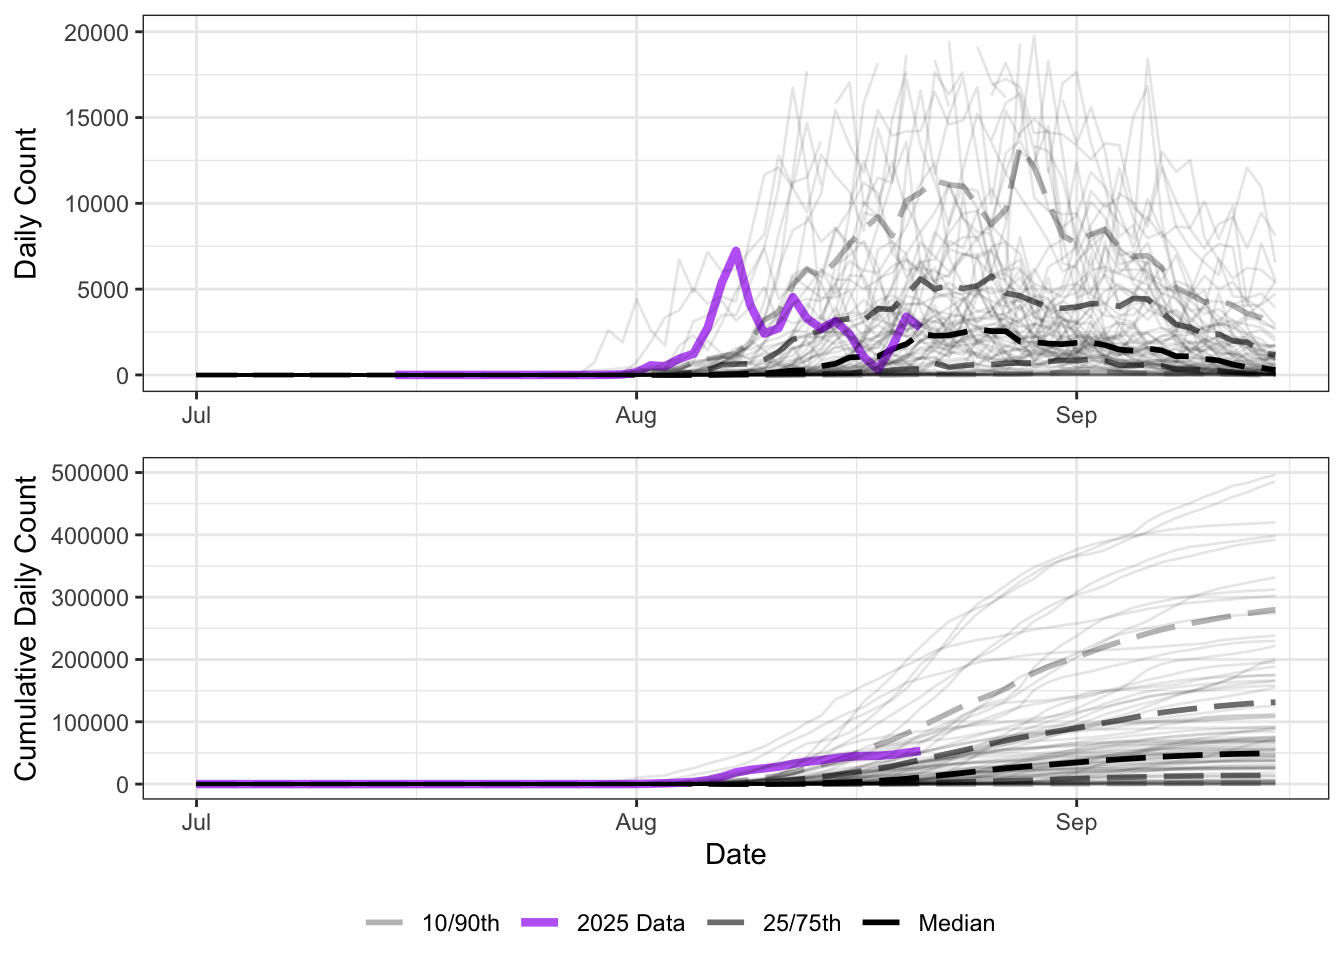 20000
15000
10000
5000
0
Daily Count
Jul Aug Sep
500000
400000
300000
200000
100000
0
Cumulative Daily Count
Jul Aug Sep
Date
10/90th 2025 Data 25/75th Median